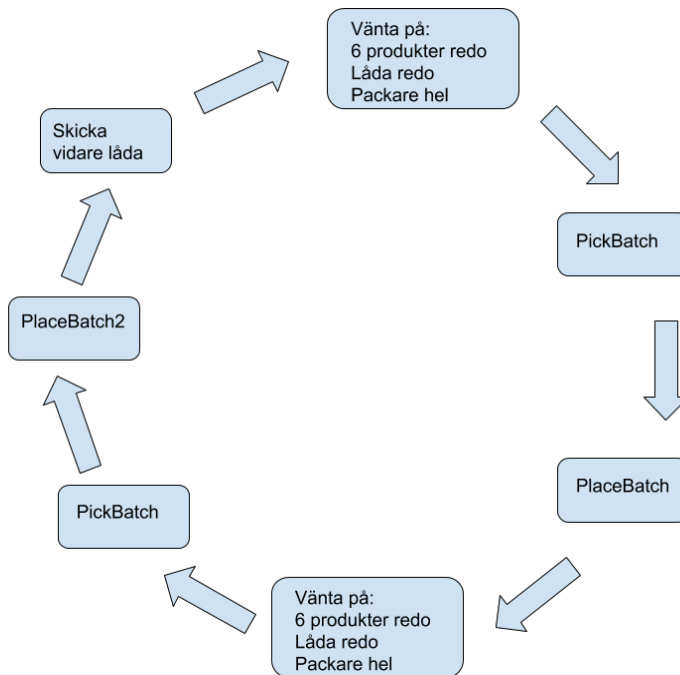 Vänta på:
6 produkter redo
Låda redo
Packare hel
PickBatch
PlaceBatch
Vänta på:
6 produkter redo
Låda redo
Packare hel
PickBatch
PlaceBatch2
Skicka
vidare låda